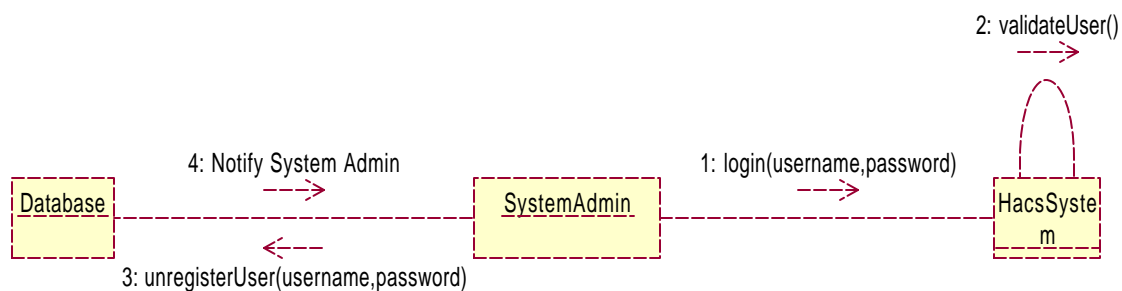 2: validateUser()
4: Notify System Admin
1: login(username,password)
Database
SystemAdmin
HacsSyste
m
3: unregisterUser(username,password)